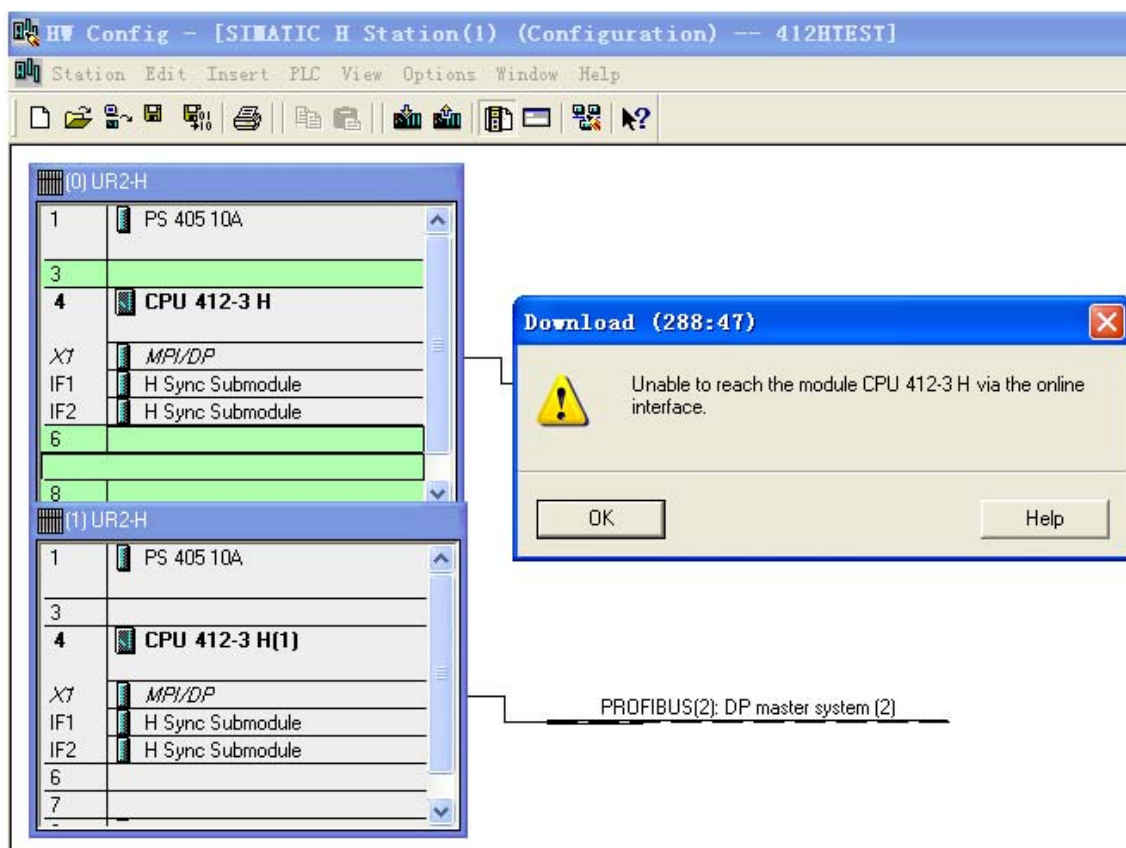 HW Config - [SIMATIC H Station(1) (Configuration) -- 412HTEST]
Station Edit Insert PLC View Options Window Help
(0) UR2-H
1 PS 405 10A
3
4 CPU 412-3 H
X1 MPI/DP
IF1 H Sync Submodule
IF2 H Sync Submodule
6
8
Download (288:47)
Unable to reach the module CPU 412-3 H via the online
interface.
OK Help
(1) UR2-H
1 PS 405 10A
3
4 CPU 412-3 H(1)
X1 MPI/DP
IF1 H Sync Submodule
IF2 H Sync Submodule
6
7
PROFIBUS(2): DP master system (2)